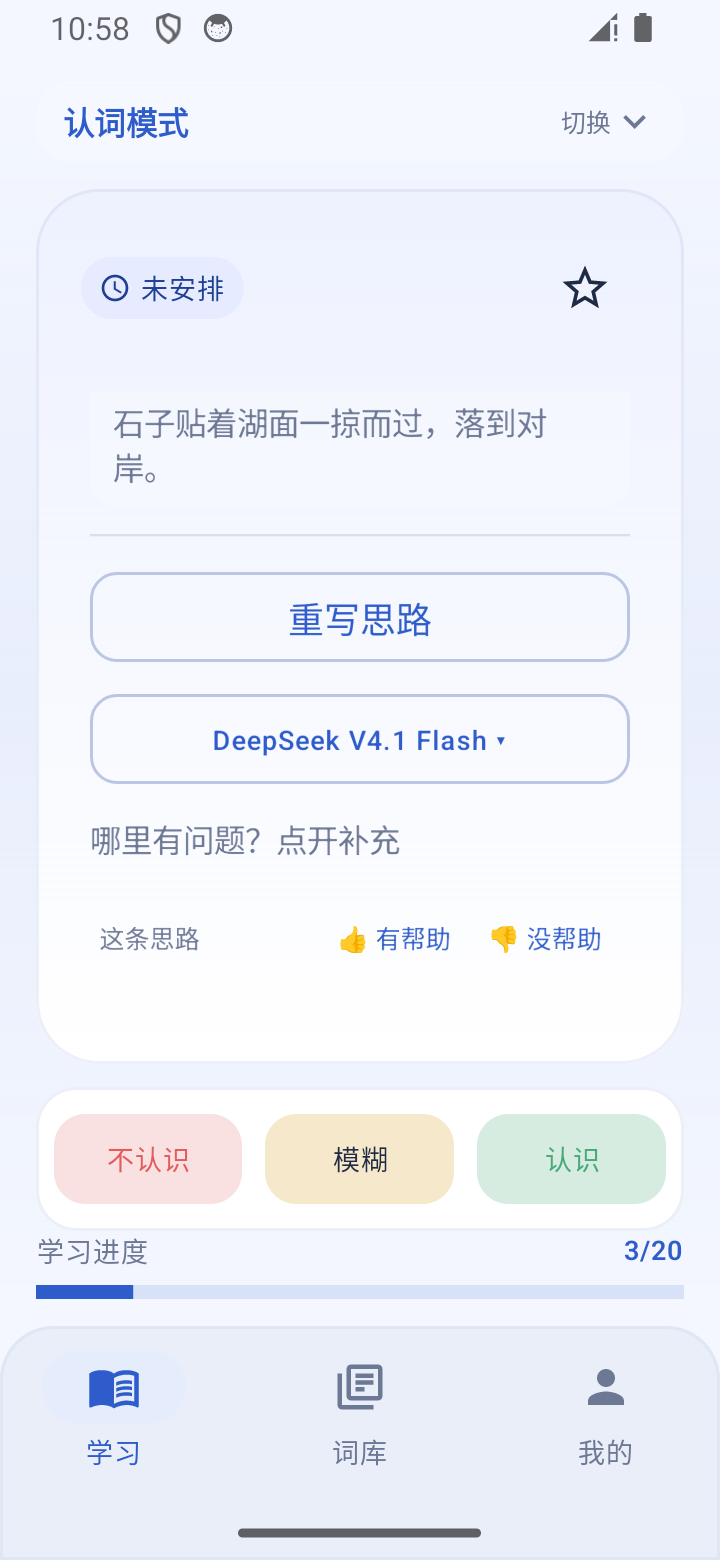 10:58
认词模式
切换
未安排
石子贴着湖面一掠而过，落到对
岸。
重写思路
DeepSeek V4.1 Flash ▾
哪里有问题？点开补充
这条思路
👍 有帮助
👎 没帮助
不认识
模糊
认识
学习进度
3/20
学习
词库
我的